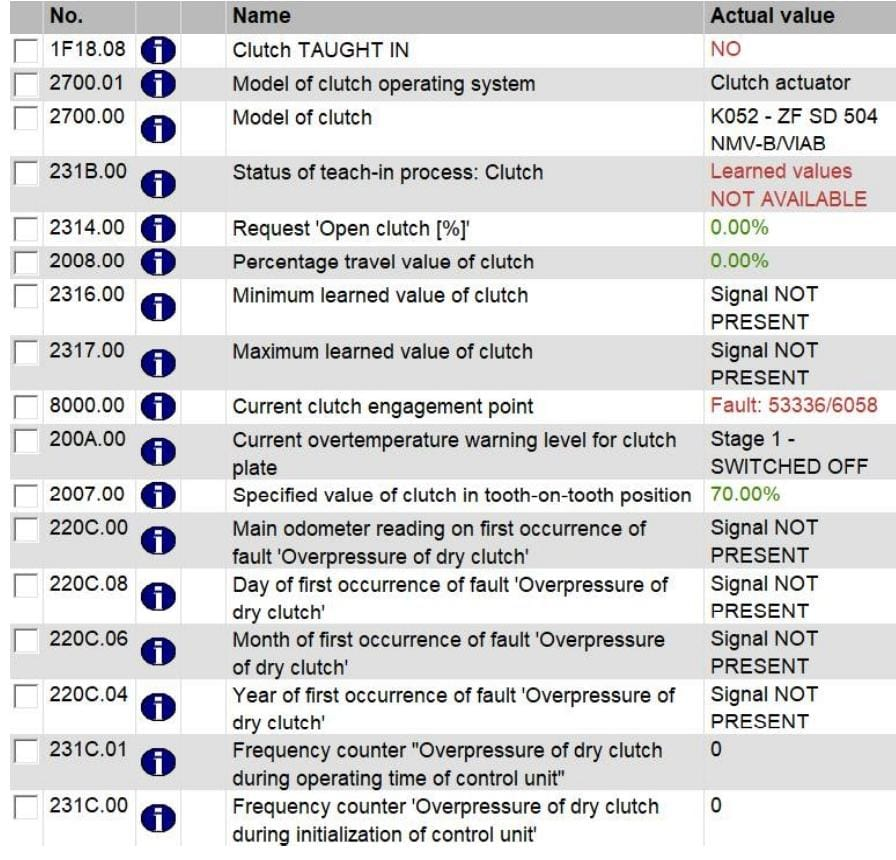 No. Name Actual value
1F18.08 Clutch TAUGHT IN NO
2700.01 Model of clutch operating system Clutch actuator
2700.00 Model of clutch K052 - ZF SD 504
NMV-B/VIAB
231B.00 Status of teach-in process: Clutch Learned values
NOT AVAILABLE
2314.00 Request 'Open clutch [%]' 0.00%
2008.00 Percentage travel value of clutch 0.00%
2316.00 Minimum learned value of clutch Signal NOT
PRESENT
2317.00 Maximum learned value of clutch Signal NOT
PRESENT
8000.00 Current clutch engagement point Fault: 53336/6058
200A.00 Current overtemperature warning level for clutch Stage 1 -
plate SWITCHED OFF
2007.00 Specified value of clutch in tooth-on-tooth position 70.00%
220C.00 Main odometer reading on first occurrence of Signal NOT
fault 'Overpressure of dry clutch' PRESENT
220C.08 Day of first occurrence of fault 'Overpressure of Signal NOT
dry clutch' PRESENT
220C.06 Month of first occurrence of fault 'Overpressure Signal NOT
of dry clutch' PRESENT
220C.04 Year of first occurrence of fault 'Overpressure of Signal NOT
dry clutch' PRESENT
231C.01 Frequency counter "Overpressure of dry clutch 0
during operating time of control unit"
231C.00 Frequency counter 'Overpressure of dry clutch 0
during initialization of control unit'